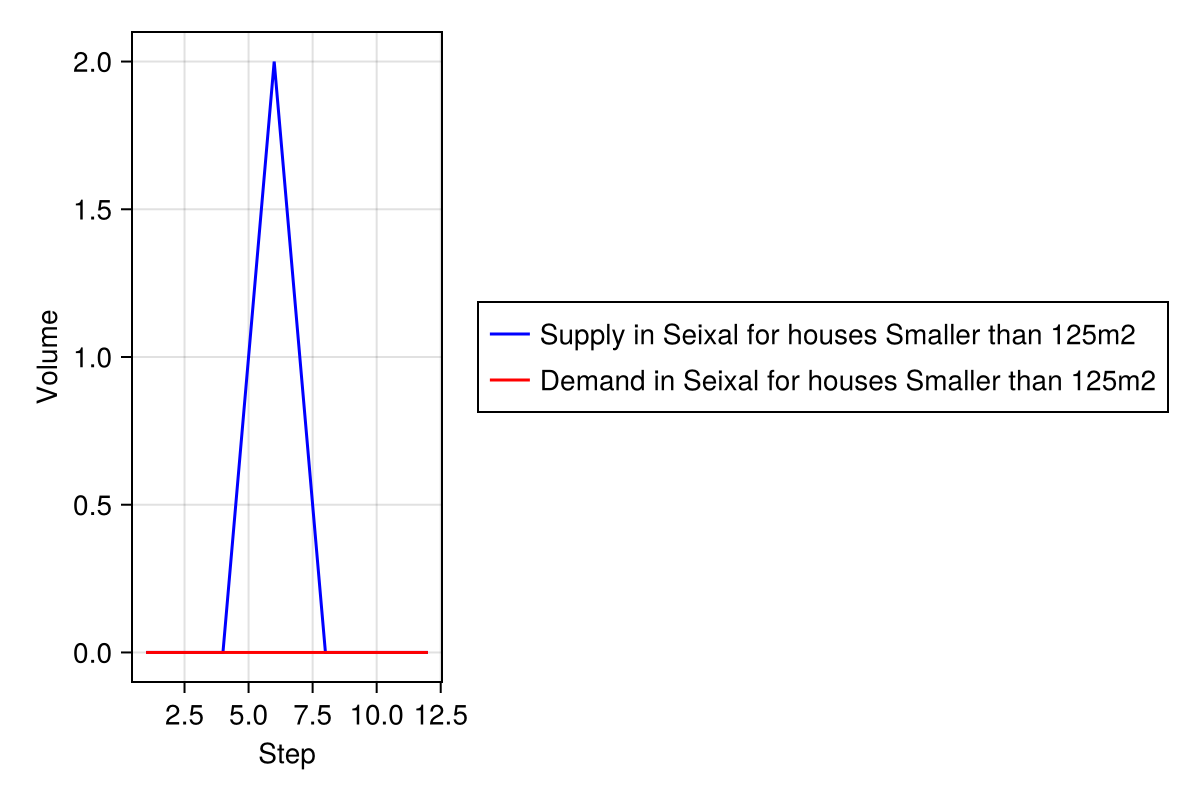 2.0
1.5
1.0
0.5
0.0
Volume
2.5 5.0 7.5 10.0 12.5
Step
Supply in Seixal for houses Smaller than 125m2
Demand in Seixal for houses Smaller than 125m2